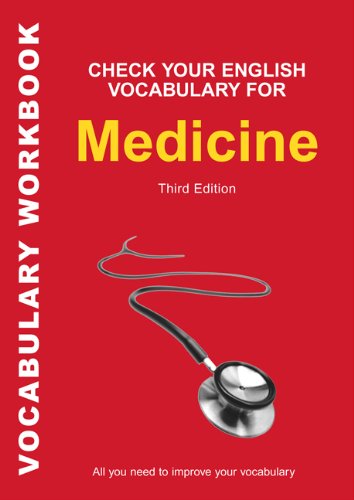 VOCABULARY WORKBOOK
CHECK YOUR ENGLISH
VOCABULARY FOR
Medicine
Third Edition
All you need to improve your vocabulary